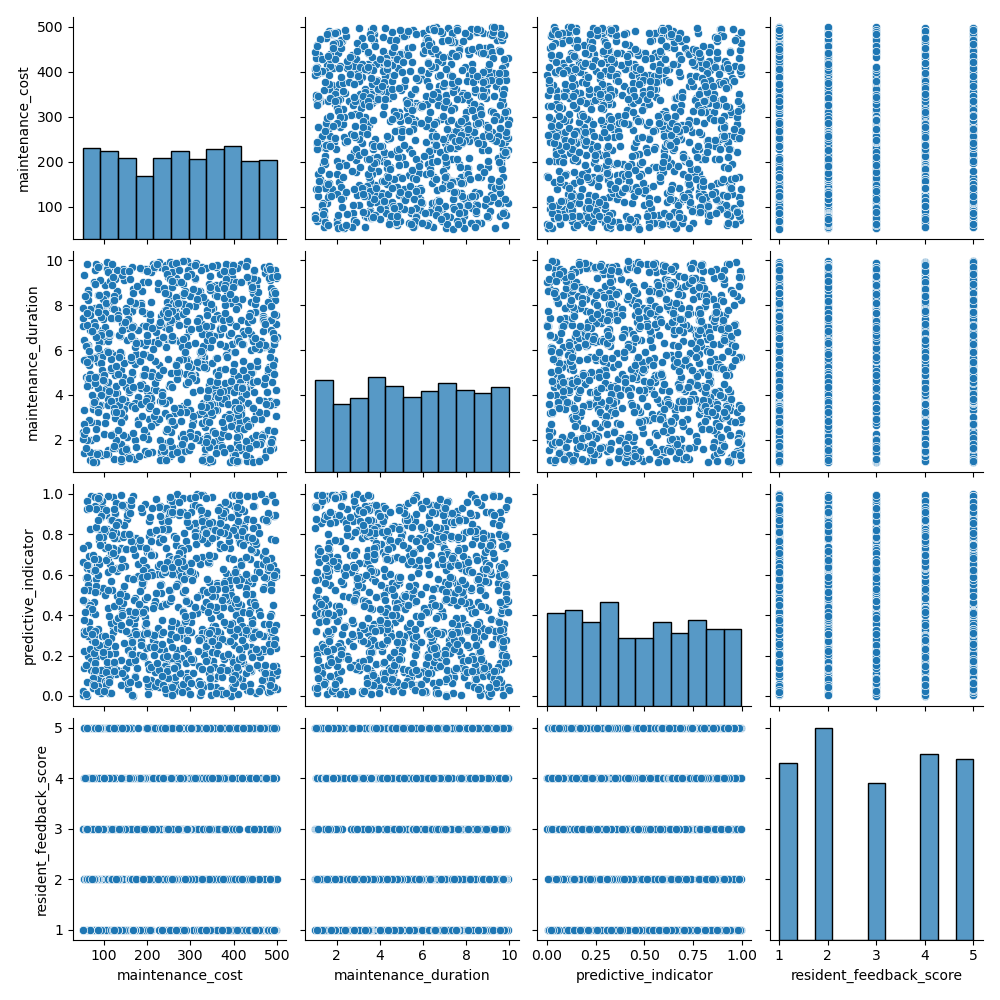 maintenance_cost
500
400
300
200
100
maintenance_duration
10
8
6
4
2
predictive_indicator
1.0
0.8
0.6
0.4
0.2
0.0
resident_feedback_score
5
4
3
2
1
100 200 300 400 500
2 4 6 8 10
0.00 0.25 0.50 0.75 1.00
1 2 3 4 5
maintenance_cost
maintenance_duration
predictive_indicator
resident_feedback_score